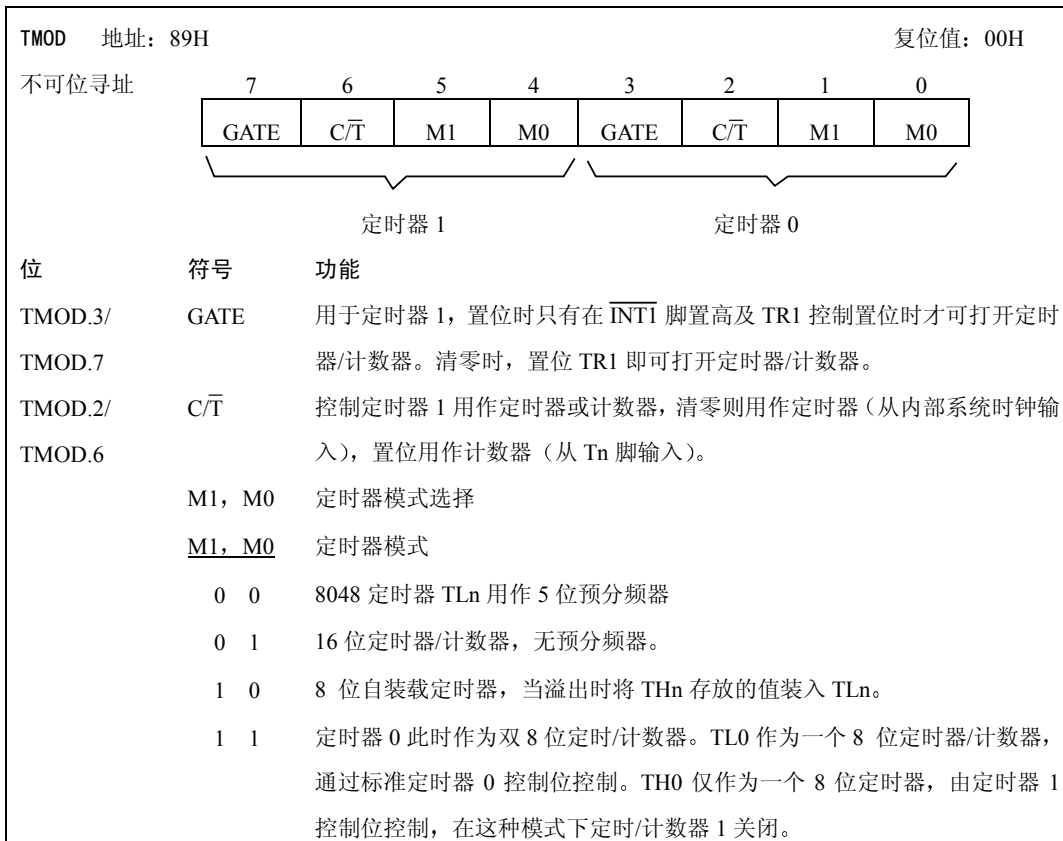 TMOD 地址：89H 复位值：00H
不可位寻址 7 6 5 4 3 2 1 0
GATE C/T̅ M1 M0 GATE C/T̅ M1 M0
定时器 1 定时器 0
位 符号 功能
TMOD.3/ GATE 用于定时器 1，置位时只有在 I̅N̅T̅1̅ 脚置高及 TR1 控制置位时才可打开定时
TMOD.7 器/计数器。清零时，置位 TR1 即可打开定时器/计数器。
TMOD.2/ C/T̅ 控制定时器 1 用作定时器或计数器，清零则用作定时器（从内部系统时钟输
TMOD.6 入），置位用作计数器（从 Tn 脚输入）。
M1，M0 定时器模式选择
M1，M0 定时器模式
0 0 8048 定时器 TLn 用作 5 位预分频器
0 1 16 位定时器/计数器，无预分频器。
1 0 8 位自装载定时器，当溢出时将 THn 存放的值装入 TLn。
1 1 定时器 0 此时作为双 8 位定时/计数器。TL0 作为一个 8 位定时器/计数器，
通过标准定时器 0 控制位控制。TH0 仅作为一个 8 位定时器，由定时器 1
控制位控制，在这种模式下定时/计数器 1 关闭。